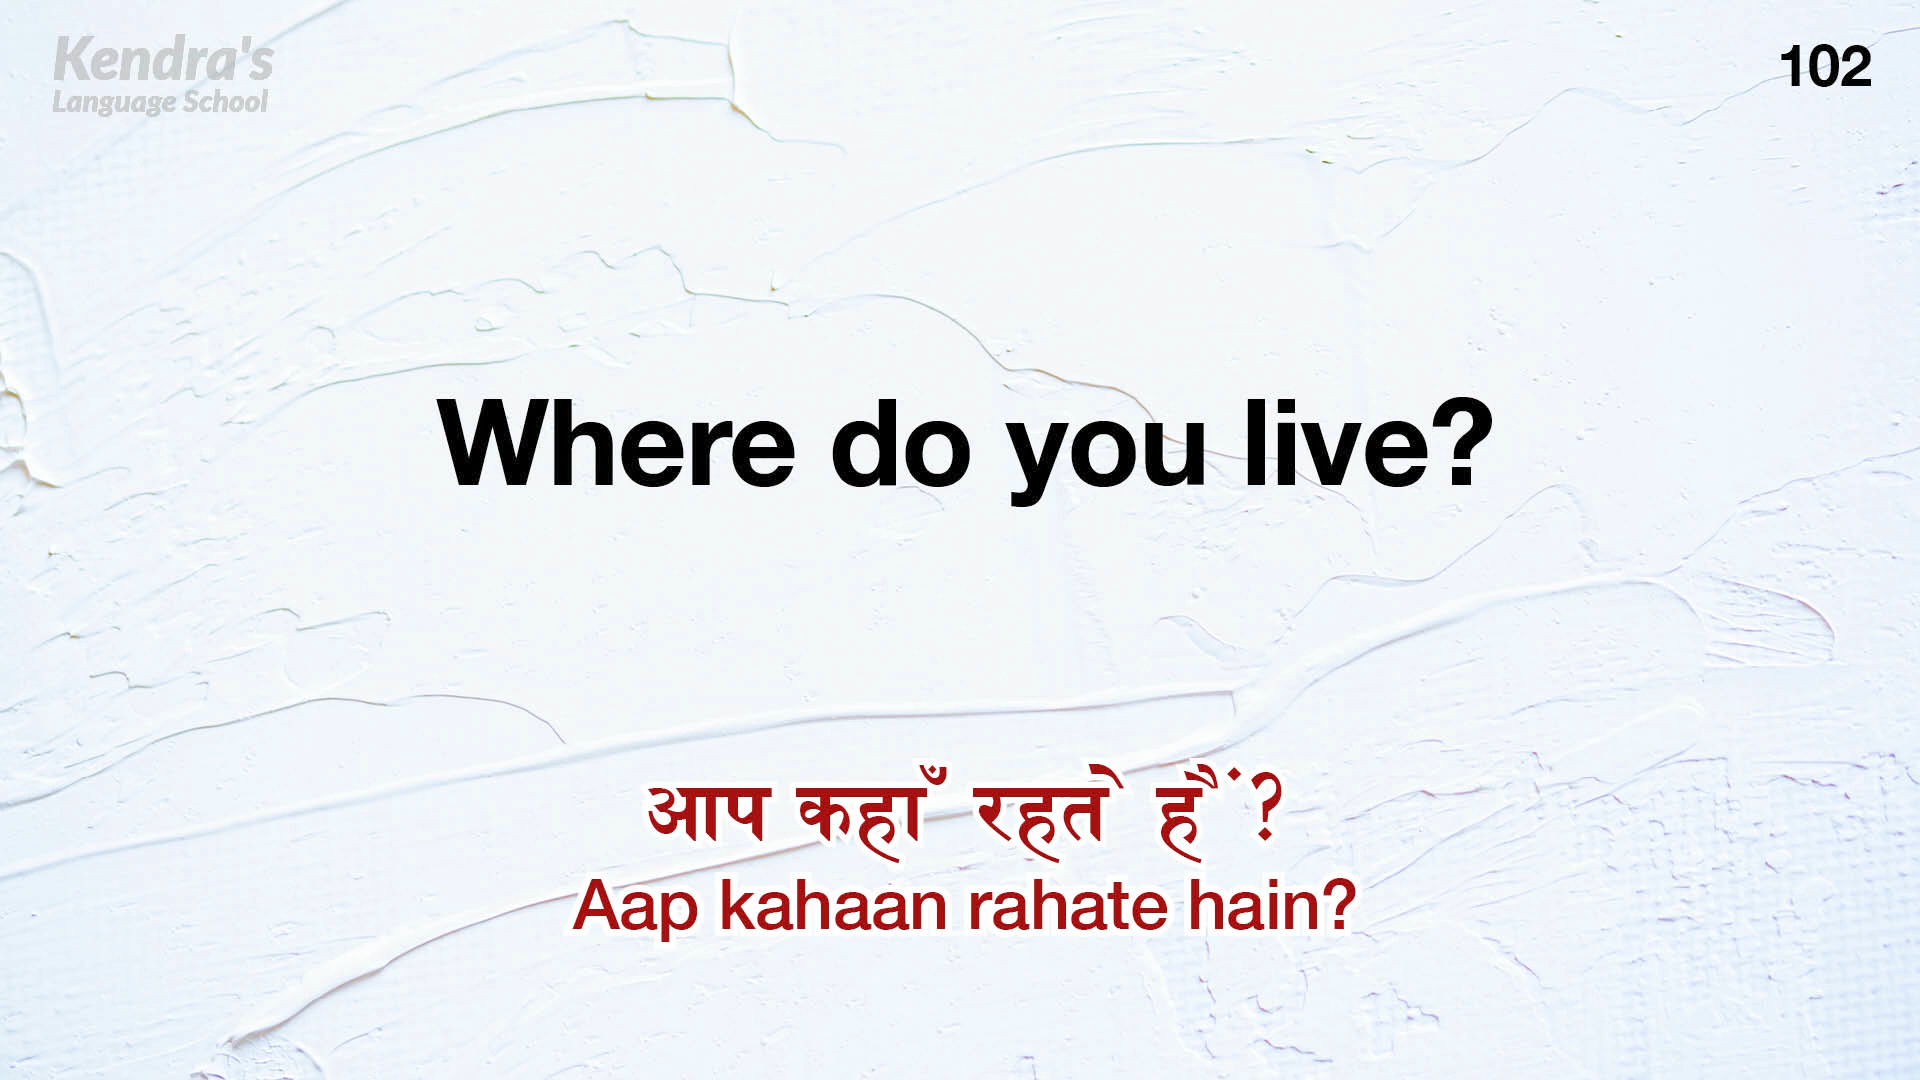 Kendra's
Language School
102
Where do you live?
आप कहाँ रहते हैं?
Aap kahaan rahate hain?